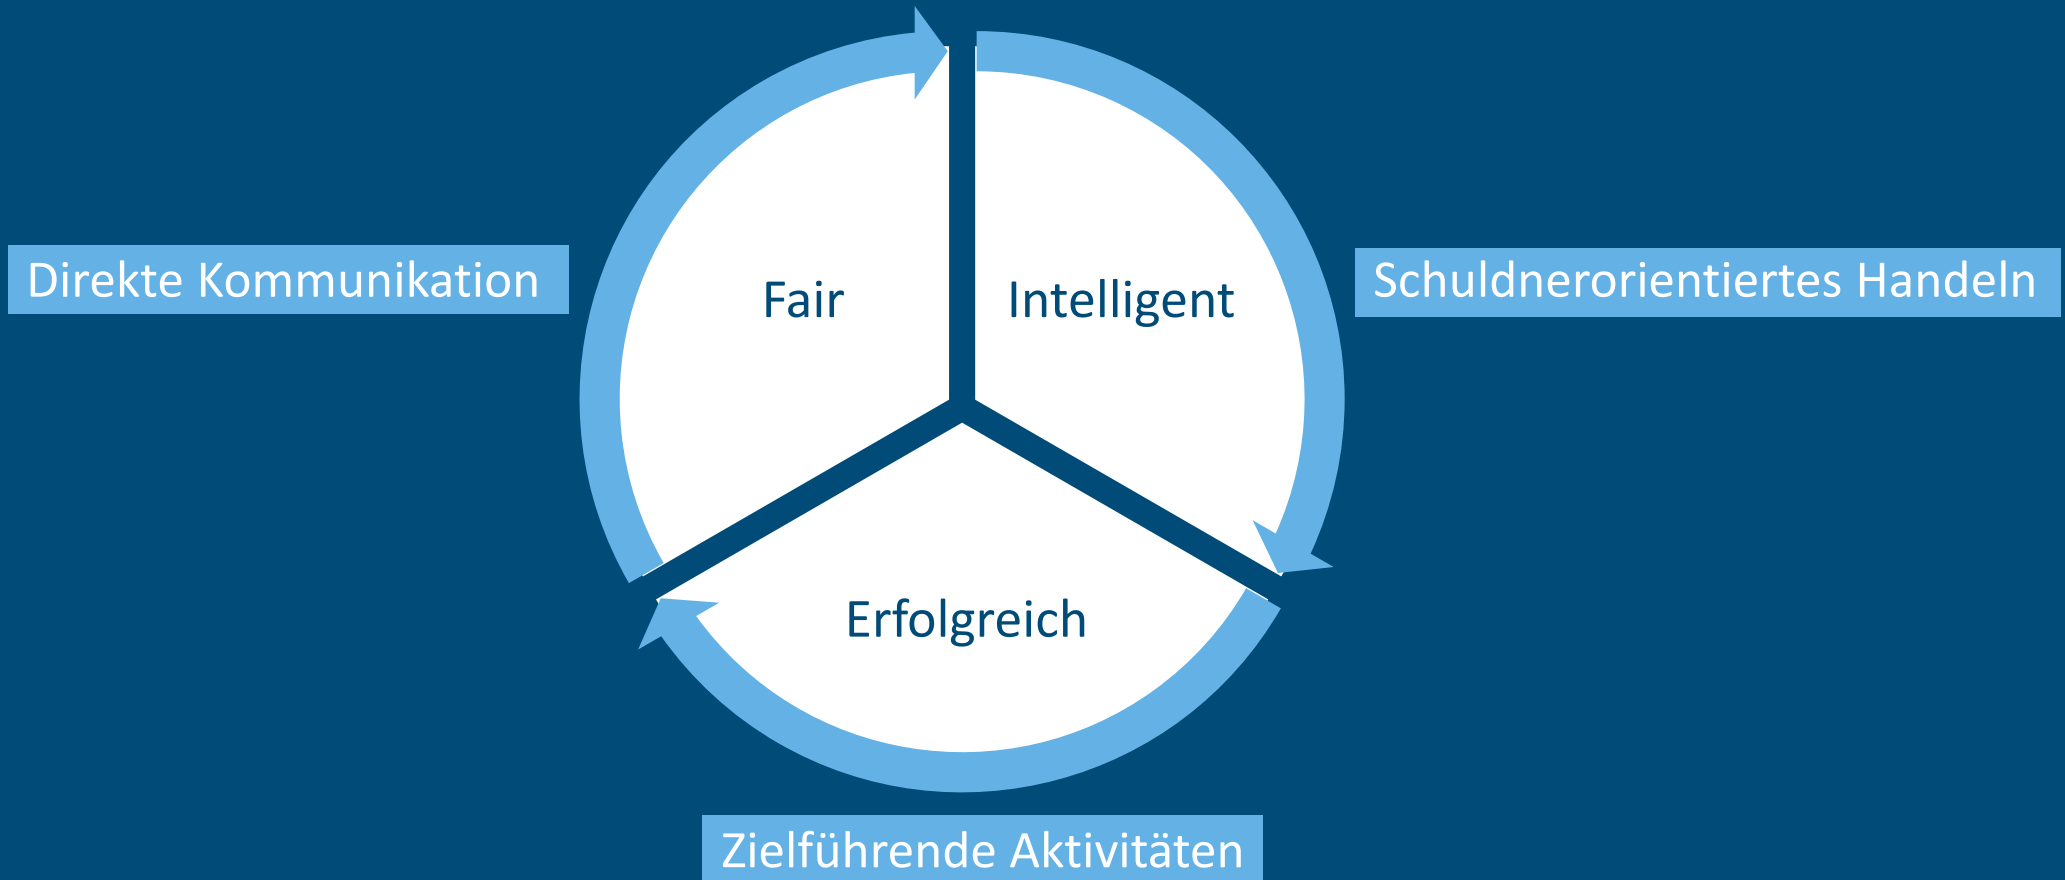 Direkte Kommunikation
Fair
Intelligent
Schuldnerorientiertes Handeln
Erfolgreich
Zielführende Aktivitäten